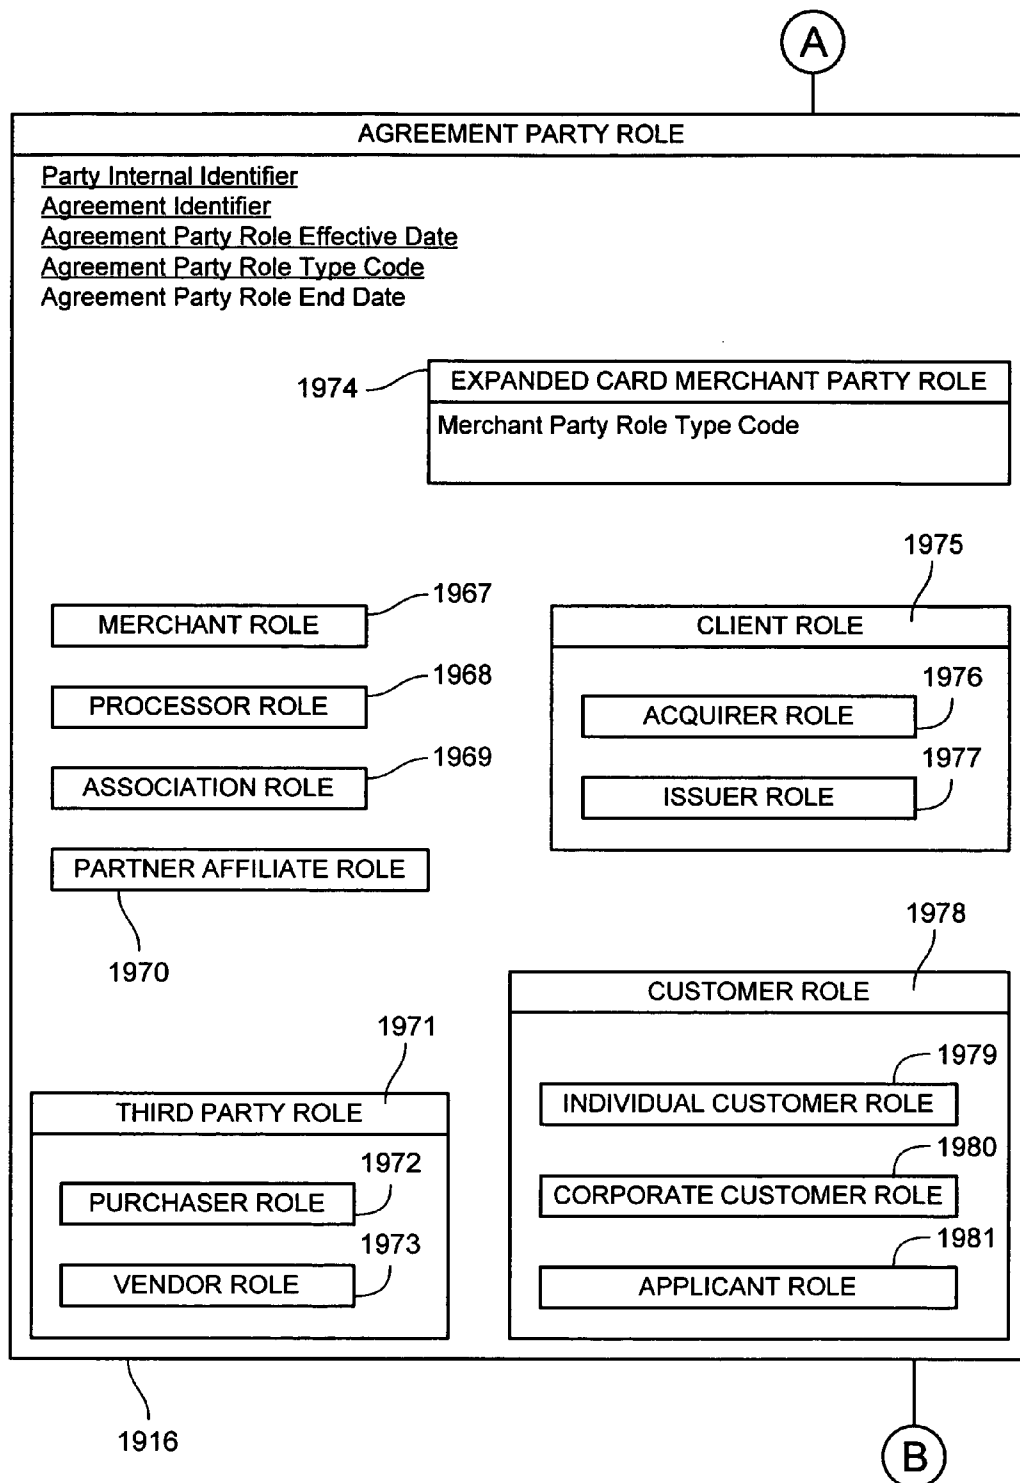 A
AGREEMENT PARTY ROLE
Party Internal Identifier
Agreement Identifier
Agreement Party Role Effective Date
Agreement Party Role Type Code
Agreement Party Role End Date
1974
EXPANDED CARD MERCHANT PARTY ROLE
Merchant Party Role Type Code
1967
MERCHANT ROLE
1968
PROCESSOR ROLE
1969
ASSOCIATION ROLE
PARTNER AFFILIATE ROLE
1970
1975
CLIENT ROLE
1976
ACQUIRER ROLE
1977
ISSUER ROLE
1971
THIRD PARTY ROLE
1972
PURCHASER ROLE
1973
VENDOR ROLE
1978
CUSTOMER ROLE
1979
INDIVIDUAL CUSTOMER ROLE
1980
CORPORATE CUSTOMER ROLE
1981
APPLICANT ROLE
1916
B